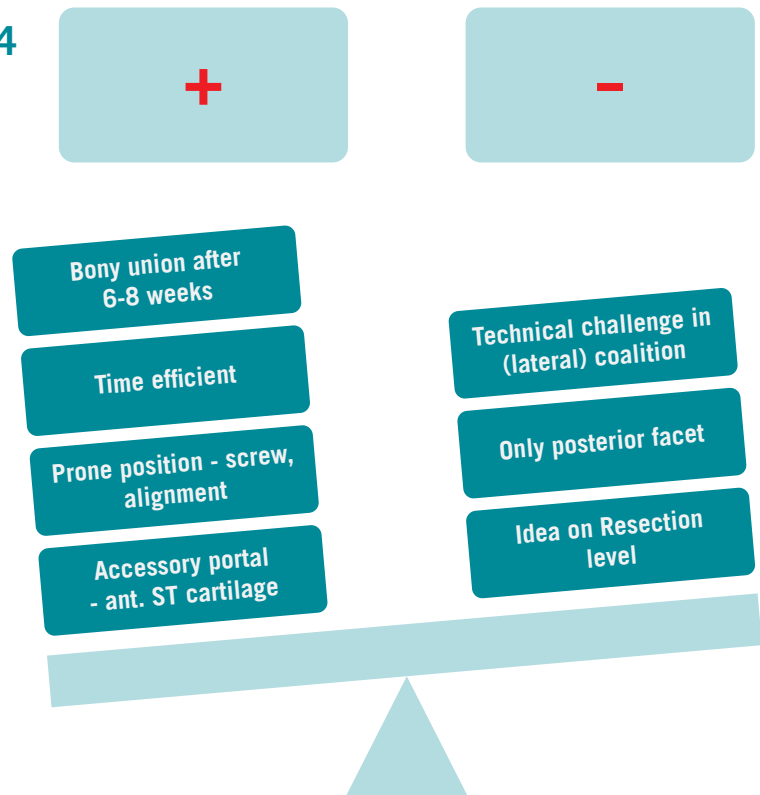 4
+
–
Bony union after
6-8 weeks
Time efficient
Prone position - screw,
alignment
Accessory portal
- ant. ST cartilage
Technical challenge in
(lateral) coalition
Only posterior facet
Idea on Resection
level